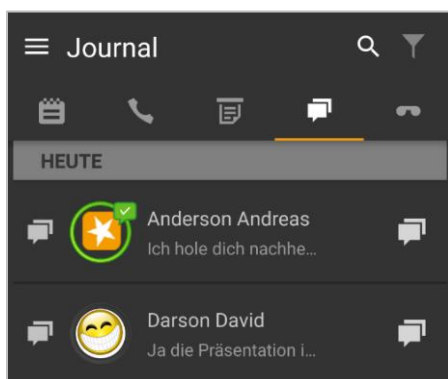 Journal
HEUTE
Anderson Andreas
Ich hole dich nachhe...
Darson David
Ja die Präsentation i...